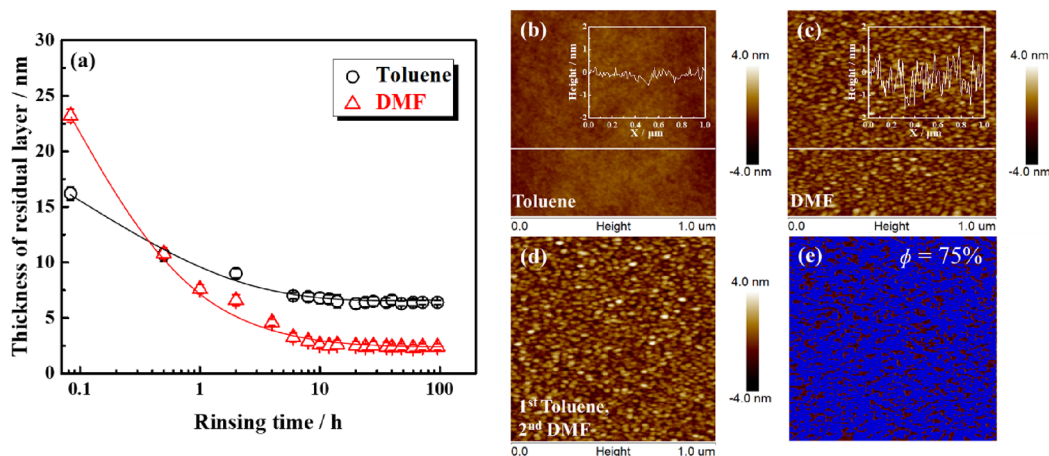 (a)
30
25
20
15
10
5
0
Thickness of residual layer / nm
0.1 1 10 100
Rinsing time / h
Toluene
DMF
(b)
2
1
0
-1
-2
Height / nm
0.0 0.2 0.4 0.6 0.8 1.0
X / μm
Toluene
0.0 Height 1.0 um
4.0 nm
-4.0 nm
(c)
2
1
0
-1
-2
Height / nm
0.0 0.2 0.4 0.6 0.8 1.0
X / μm
DMF
0.0 Height 1.0 um
4.0 nm
-4.0 nm
(d)
1st Toluene,
2nd DMF
0.0 Height 1.0 um
4.0 nm
-4.0 nm
(e)
ϕ = 75%